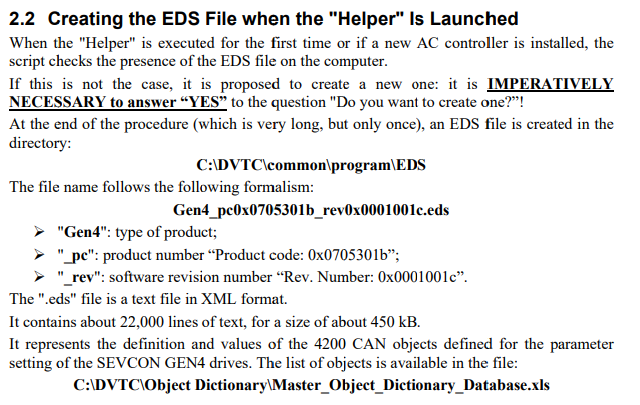 2.2 Creating the EDS File when the "Helper" Is Launched
When the "Helper" is executed for the first time or if a new AC controller is installed, the
script checks the presence of the EDS file on the computer.
If this is not the case, it is proposed to create a new one: it is IMPERATIVELY
NECESSARY to answer “YES” to the question "Do you want to create one?”!
At the end of the procedure (which is very long, but only once), an EDS file is created in the
directory:
C:\DVTC\common\program\EDS
The file name follows the following formalism:
Gen4_pc0x0705301b_rev0x0001001c.eds
➢ "Gen4": type of product;
➢ "_pc": product number “Product code: 0x0705301b”;
➢ "_rev": software revision number “Rev. Number: 0x0001001c”.
The ".eds" file is a text file in XML format.
It contains about 22,000 lines of text, for a size of about 450 kB.
It represents the definition and values of the 4200 CAN objects defined for the parameter
setting of the SEVCON GEN4 drives. The list of objects is available in the file:
C:\DVTC\Object Dictionary\Master_Object_Dictionary_Database.xls